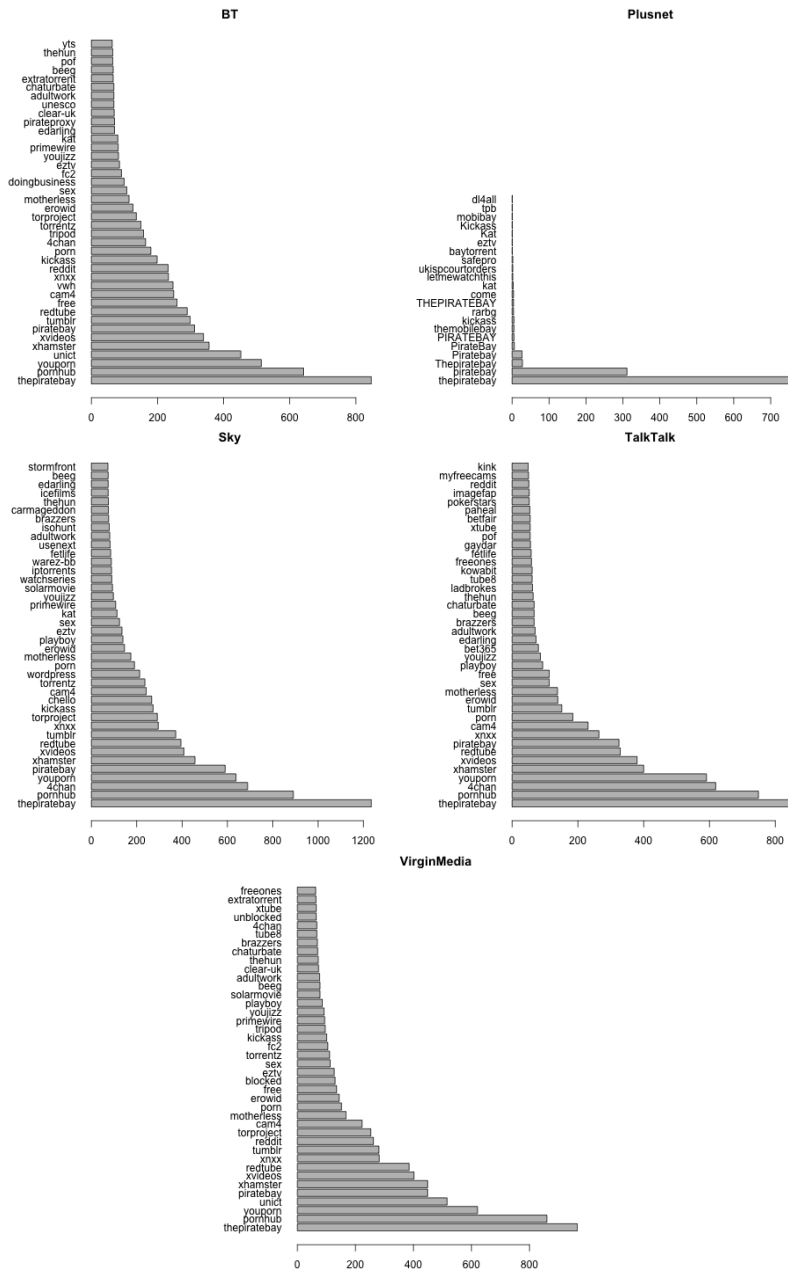 BT
yts
thehun
pof
beeg
extratorrent
chaturbate
adultwork
unesco
clear-uk
pirateproxy
edarling
kat
primewire
youjizz
eztv
fc2
doingbusiness
sex
motherless
erowid
torproject
torrentz
tripod
4chan
porn
kickass
reddit
xnxx
vwh
cam4
free
redtube
tumblr
piratebay
xvideos
xhamster
unict
youporn
pornhub
thepiratebay
0 200 400 600 800
Plusnet
dl4all
tpb
mobibay
Kickass
Kat
eztv
baytorrent
safepro
ukispcourtorders
letmewatchthis
kat
come
THEPIRATEBAY
rarbg
kickass
themobilebay
PIRATEBAY
PirateBay
Piratebay
Thepiratebay
piratebay
thepiratebay
0 100 200 300 400 500 600 700
Sky
stormfront
beeg
edarling
icefilms
thehun
carmageddon
brazzers
isohunt
adultwork
usenext
fetlife
warez-bb
iptorrents
watchseries
solarmovie
youjizz
primewire
kat
sex
eztv
playboy
erowid
motherless
porn
wordpress
torrentz
cam4
chello
kickass
torproject
xnxx
tumblr
redtube
xvideos
xhamster
piratebay
youporn
4chan
pornhub
thepiratebay
0 200 400 600 800 1000 1200
TalkTalk
kink
myfreecams
reddit
imagefap
pokerstars
paheal
betfair
xtube
pof
gaydar
fetlife
freeones
kowabit
tube8
ladbrokes
thehun
chaturbate
beeg
brazzers
adultwork
edarling
bet365
youjizz
playboy
free
sex
motherless
erowid
tumblr
porn
cam4
xnxx
piratebay
redtube
xvideos
xhamster
youporn
4chan
pornhub
thepiratebay
0 200 400 600 800
VirginMedia
freeones
extratorrent
xtube
unblocked
4chan
tube8
brazzers
chaturbate
thehun
clear-uk
adultwork
beeg
solarmovie
playboy
youjizz
primewire
tripod
kickass
fc2
torrentz
sex
eztv
blocked
free
erowid
porn
motherless
cam4
torproject
reddit
tumblr
xnxx
redtube
xvideos
xhamster
piratebay
unict
youporn
pornhub
thepiratebay
0 200 400 600 800